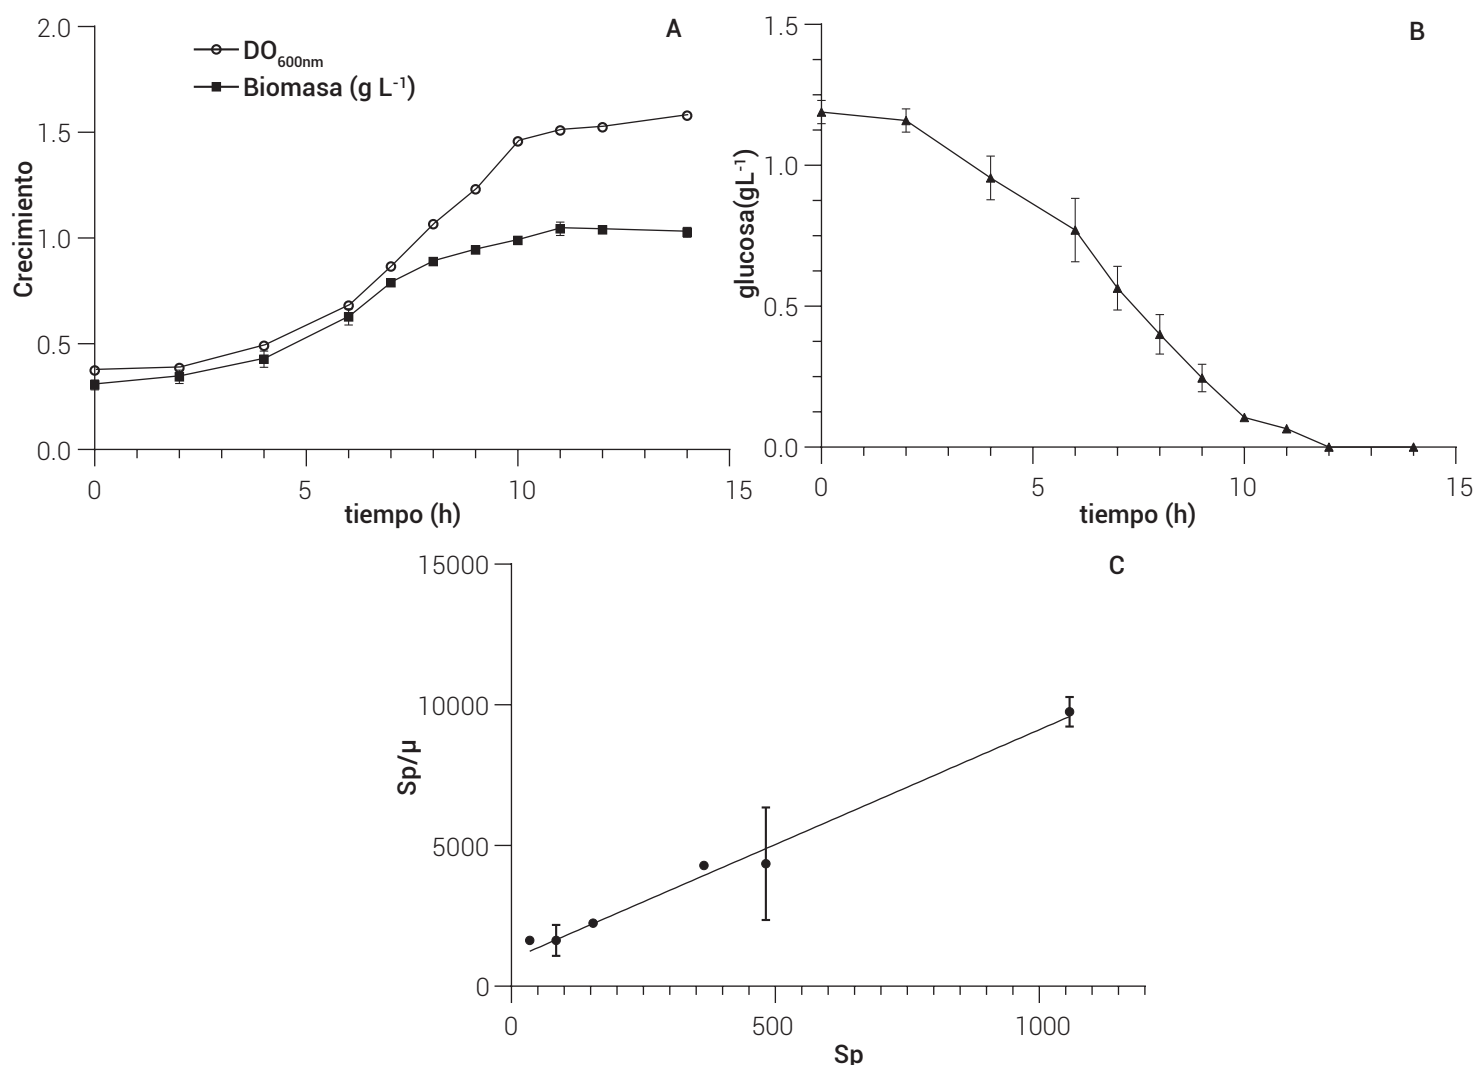 A
2.0
1.5
1.0
0.5
0.0
Crecimiento
DO600nm
Biomasa (g L-1)
0 5 10 15
tiempo (h)
B
1.5
1.0
0.5
0.0
glucosa(gL-1)
0 5 10 15
tiempo (h)
C
15000
10000
5000
0
Sp/µ
0 500 1000
Sp